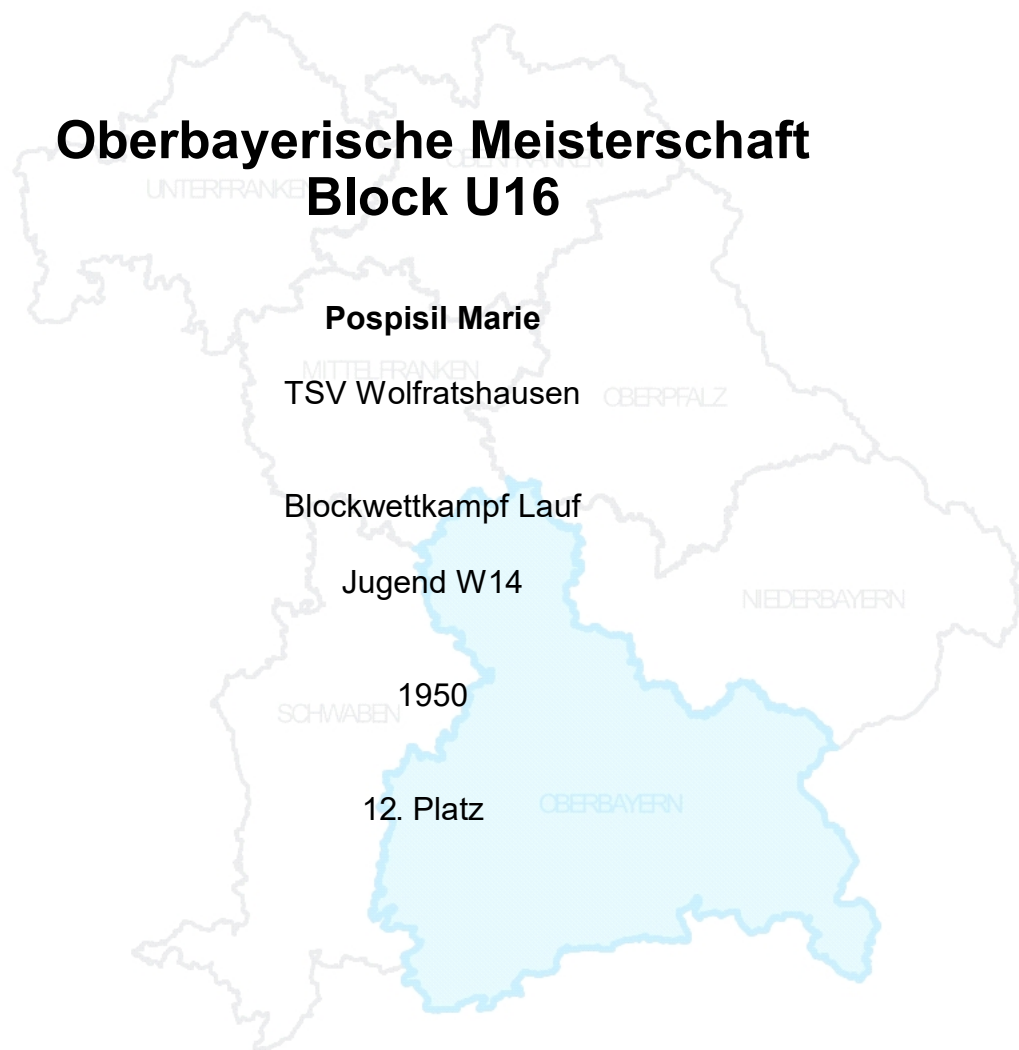 Oberbayerische Meisterschaft
OBERFRANKEN
UNTERFRANKEN
Block U16
Pospisil Marie
MITTELFRANKEN
TSV Wolfratshausen
OBERPFALZ
Blockwettkampf Lauf
Jugend W14
NIEDERBAYERN
1950
SCHWABEN
12. Platz
OBERBAYERN